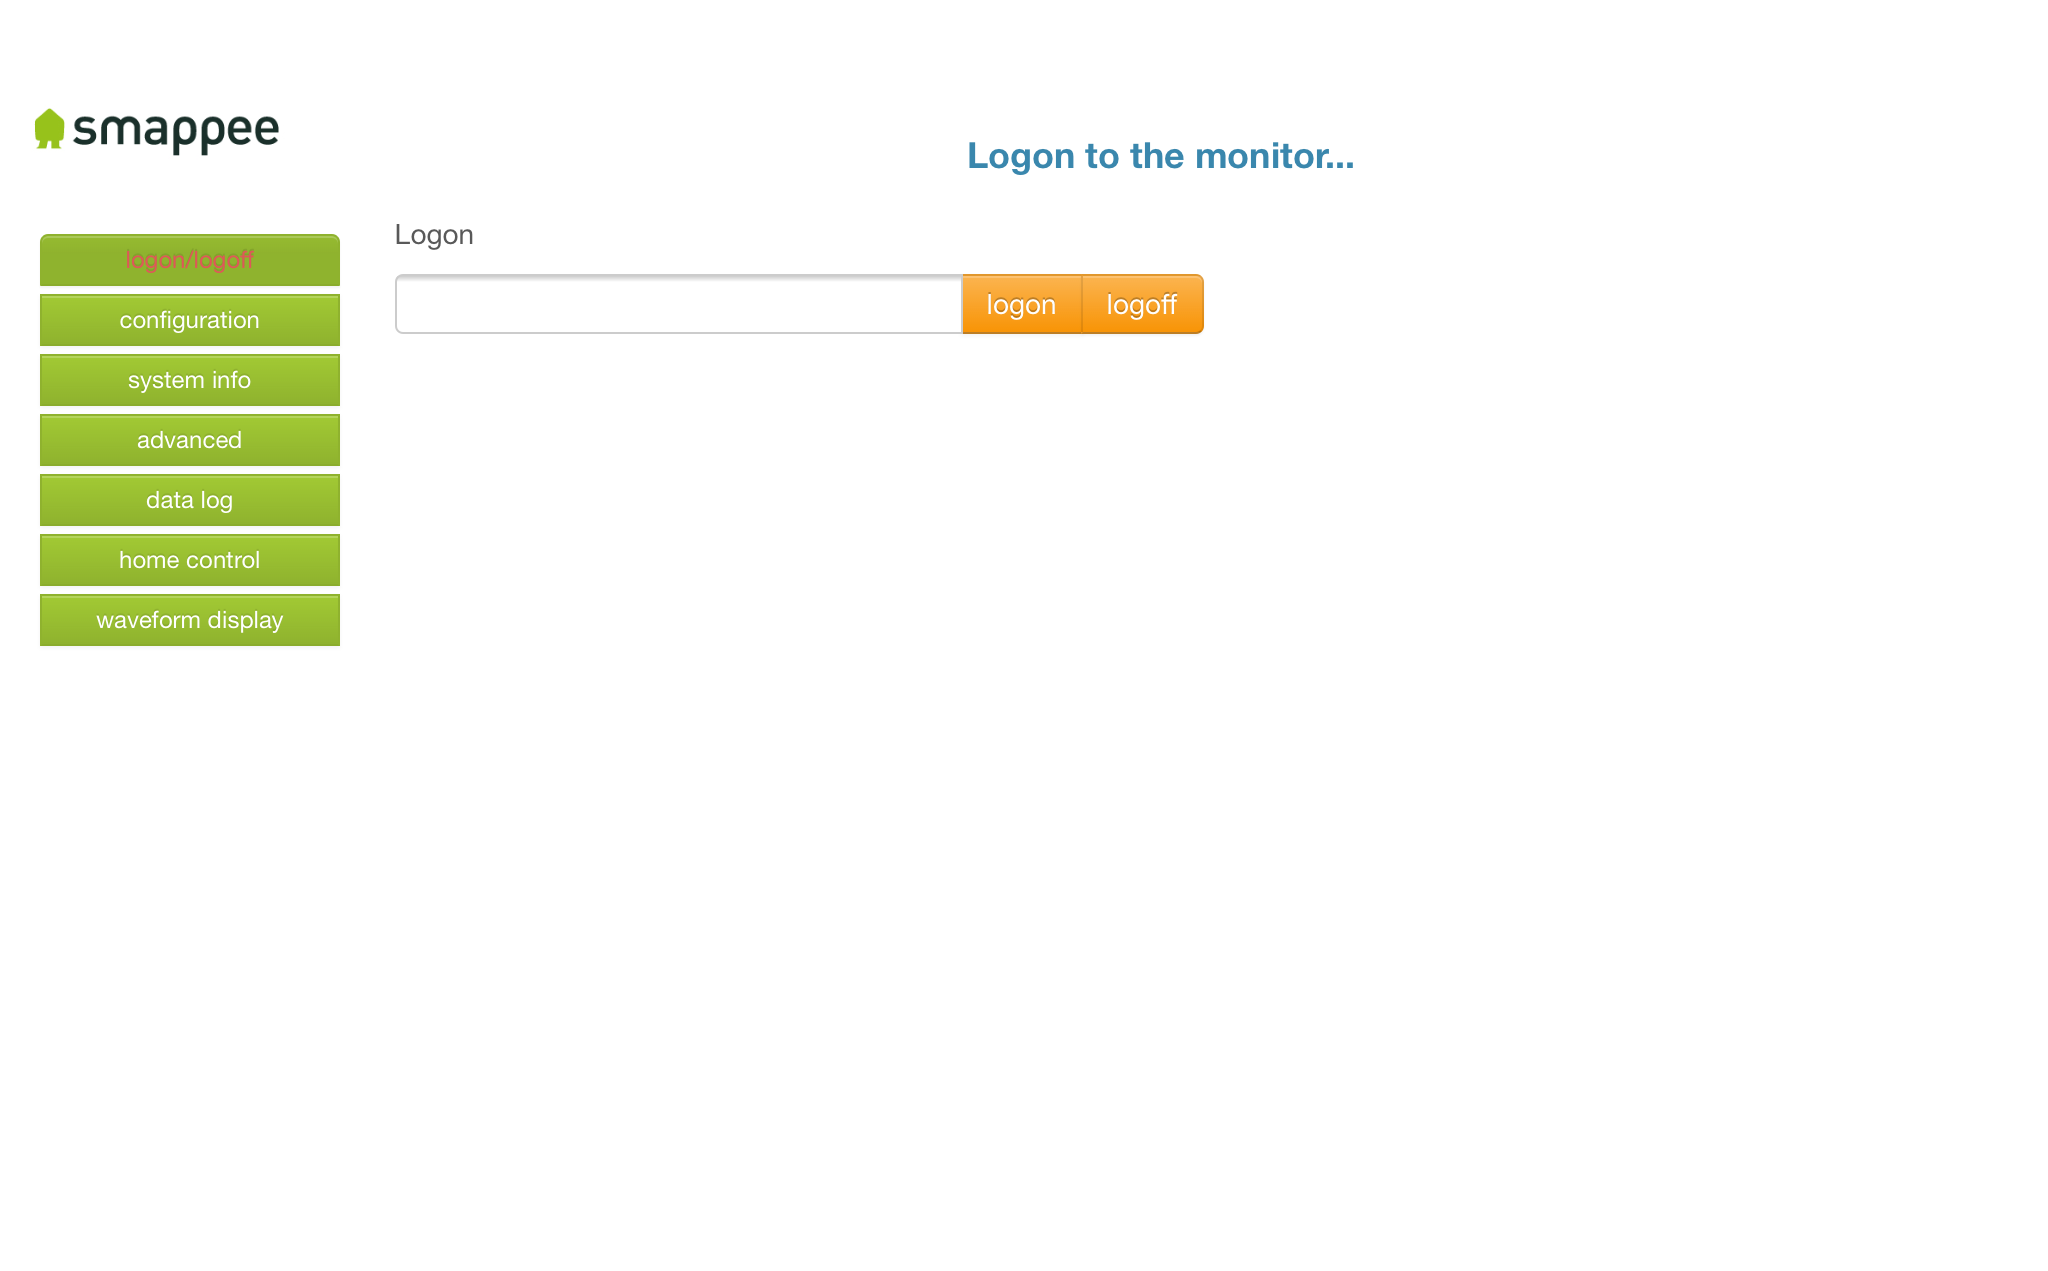 smappee
Logon to the monitor...
logon/logoff
configuration
system info
advanced
data log
home control
waveform display
Logon
logon
logoff